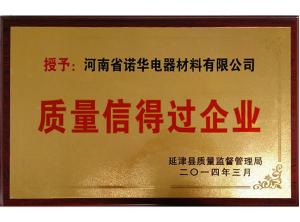 授予：河南省诺华电器材料有限公司
质量信得过企业
延津县质量监督管理局
二〇一四年三月